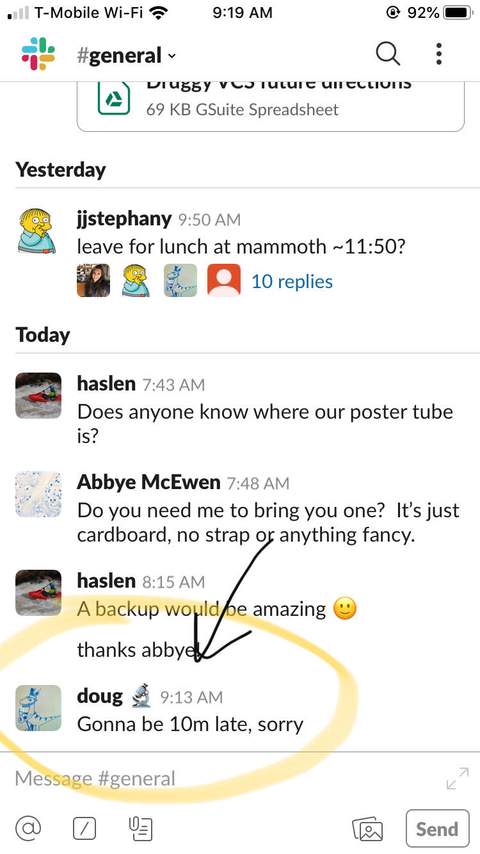 T-Mobile Wi-Fi 9:19 AM 92%
#general
Druggy VCS future directions
69 KB GSuite Spreadsheet
Yesterday
jjstephany 9:50 AM
leave for lunch at mammoth ~11:50?
10 replies
Today
haslen 7:43 AM
Does anyone know where our poster tube
is?
Abbye McEwen 7:48 AM
Do you need me to bring you one? It's just
cardboard, no strap or anything fancy.
haslen 8:15 AM
A backup would be amazing 🙂
thanks abbye
doug 🔬 9:13 AM
Gonna be 10m late, sorry
Message #general
@
Send